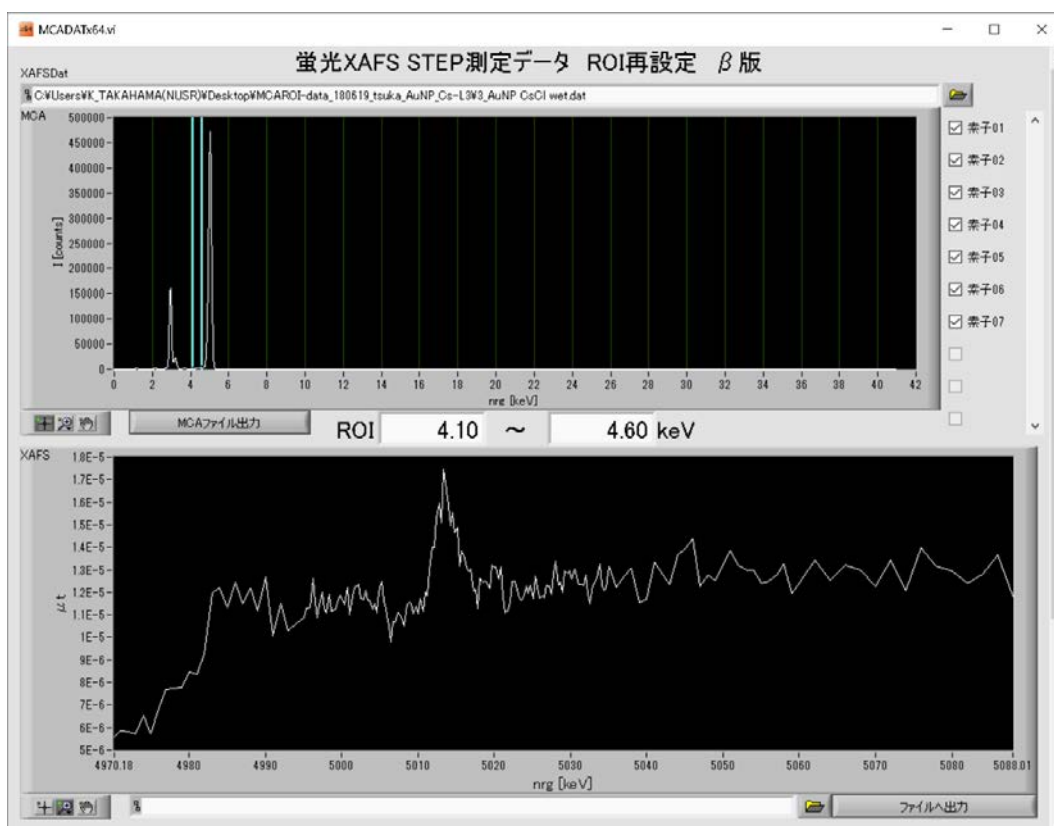 MCADATx64.vi
蛍光XAFS STEP測定データ ROI再設定 β版
XAFSDat
C:¥Users¥K_TAKAHAMA(NUSR)¥Desktop¥MCAROI-data_180619_tsuka_AuNP_Cs-L3¥3_AuNP CsCl wet.dat
MCA
500000
450000
400000
350000
300000
250000
200000
150000
100000
50000
0
I [counts]
0 2 4 6 8 10 12 14 16 18 20 22 24 26 28 30 32 34 36 38 40 42
nrg [keV]
素子01
素子02
素子03
素子04
素子05
素子06
素子07
MCAファイル出力
ROI 4.10 ～ 4.60 keV
XAFS
1.8E-5
1.7E-5
1.6E-5
1.5E-5
1.4E-5
1.3E-5
1.2E-5
1.1E-5
1E-5
9E-6
8E-6
7E-6
6E-6
5E-6
μt
4970.18 4980 4990 5000 5010 5020 5030 5040 5050 5060 5070 5080 5088.01
nrg [keV]
ファイルへ出力